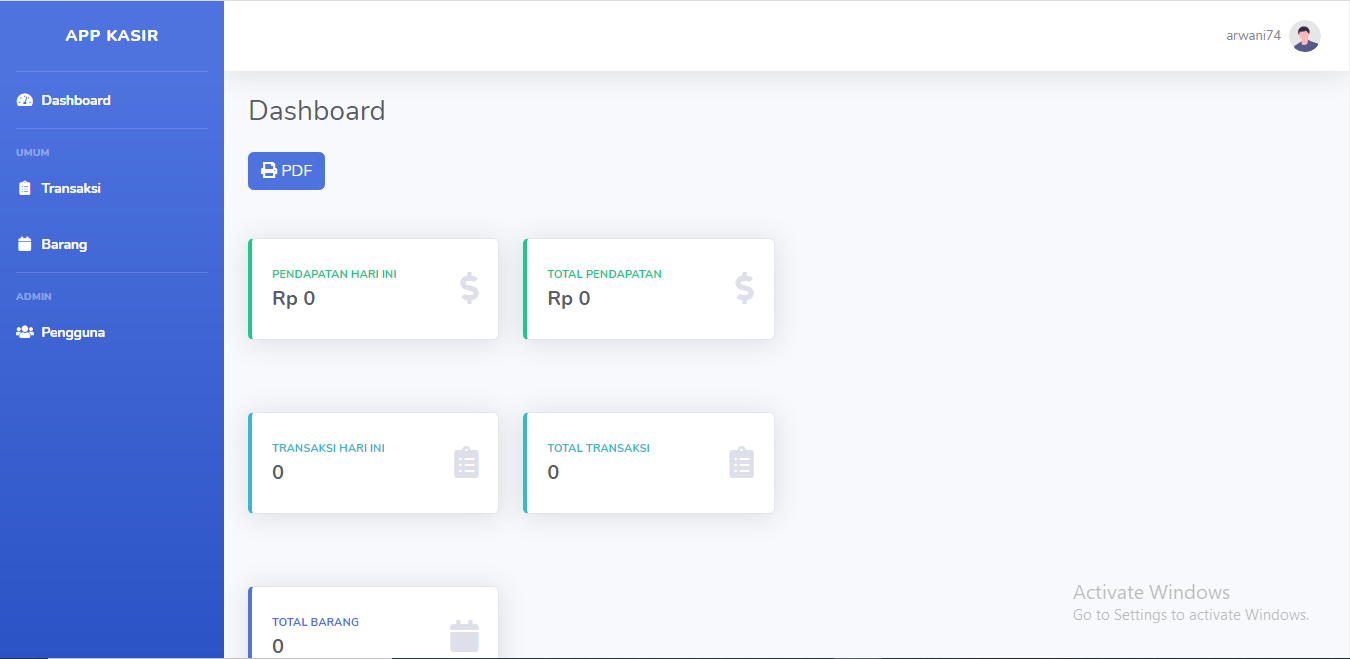 APP KASIR
arwani74
Dashboard
UMUM
Transaksi
Barang
ADMIN
Pengguna
Dashboard
PDF
PENDAPATAN HARI INI
Rp 0
TOTAL PENDAPATAN
Rp 0
TRANSAKSI HARI INI
0
TOTAL TRANSAKSI
0
TOTAL BARANG
0
Activate Windows
Go to Settings to activate Windows.